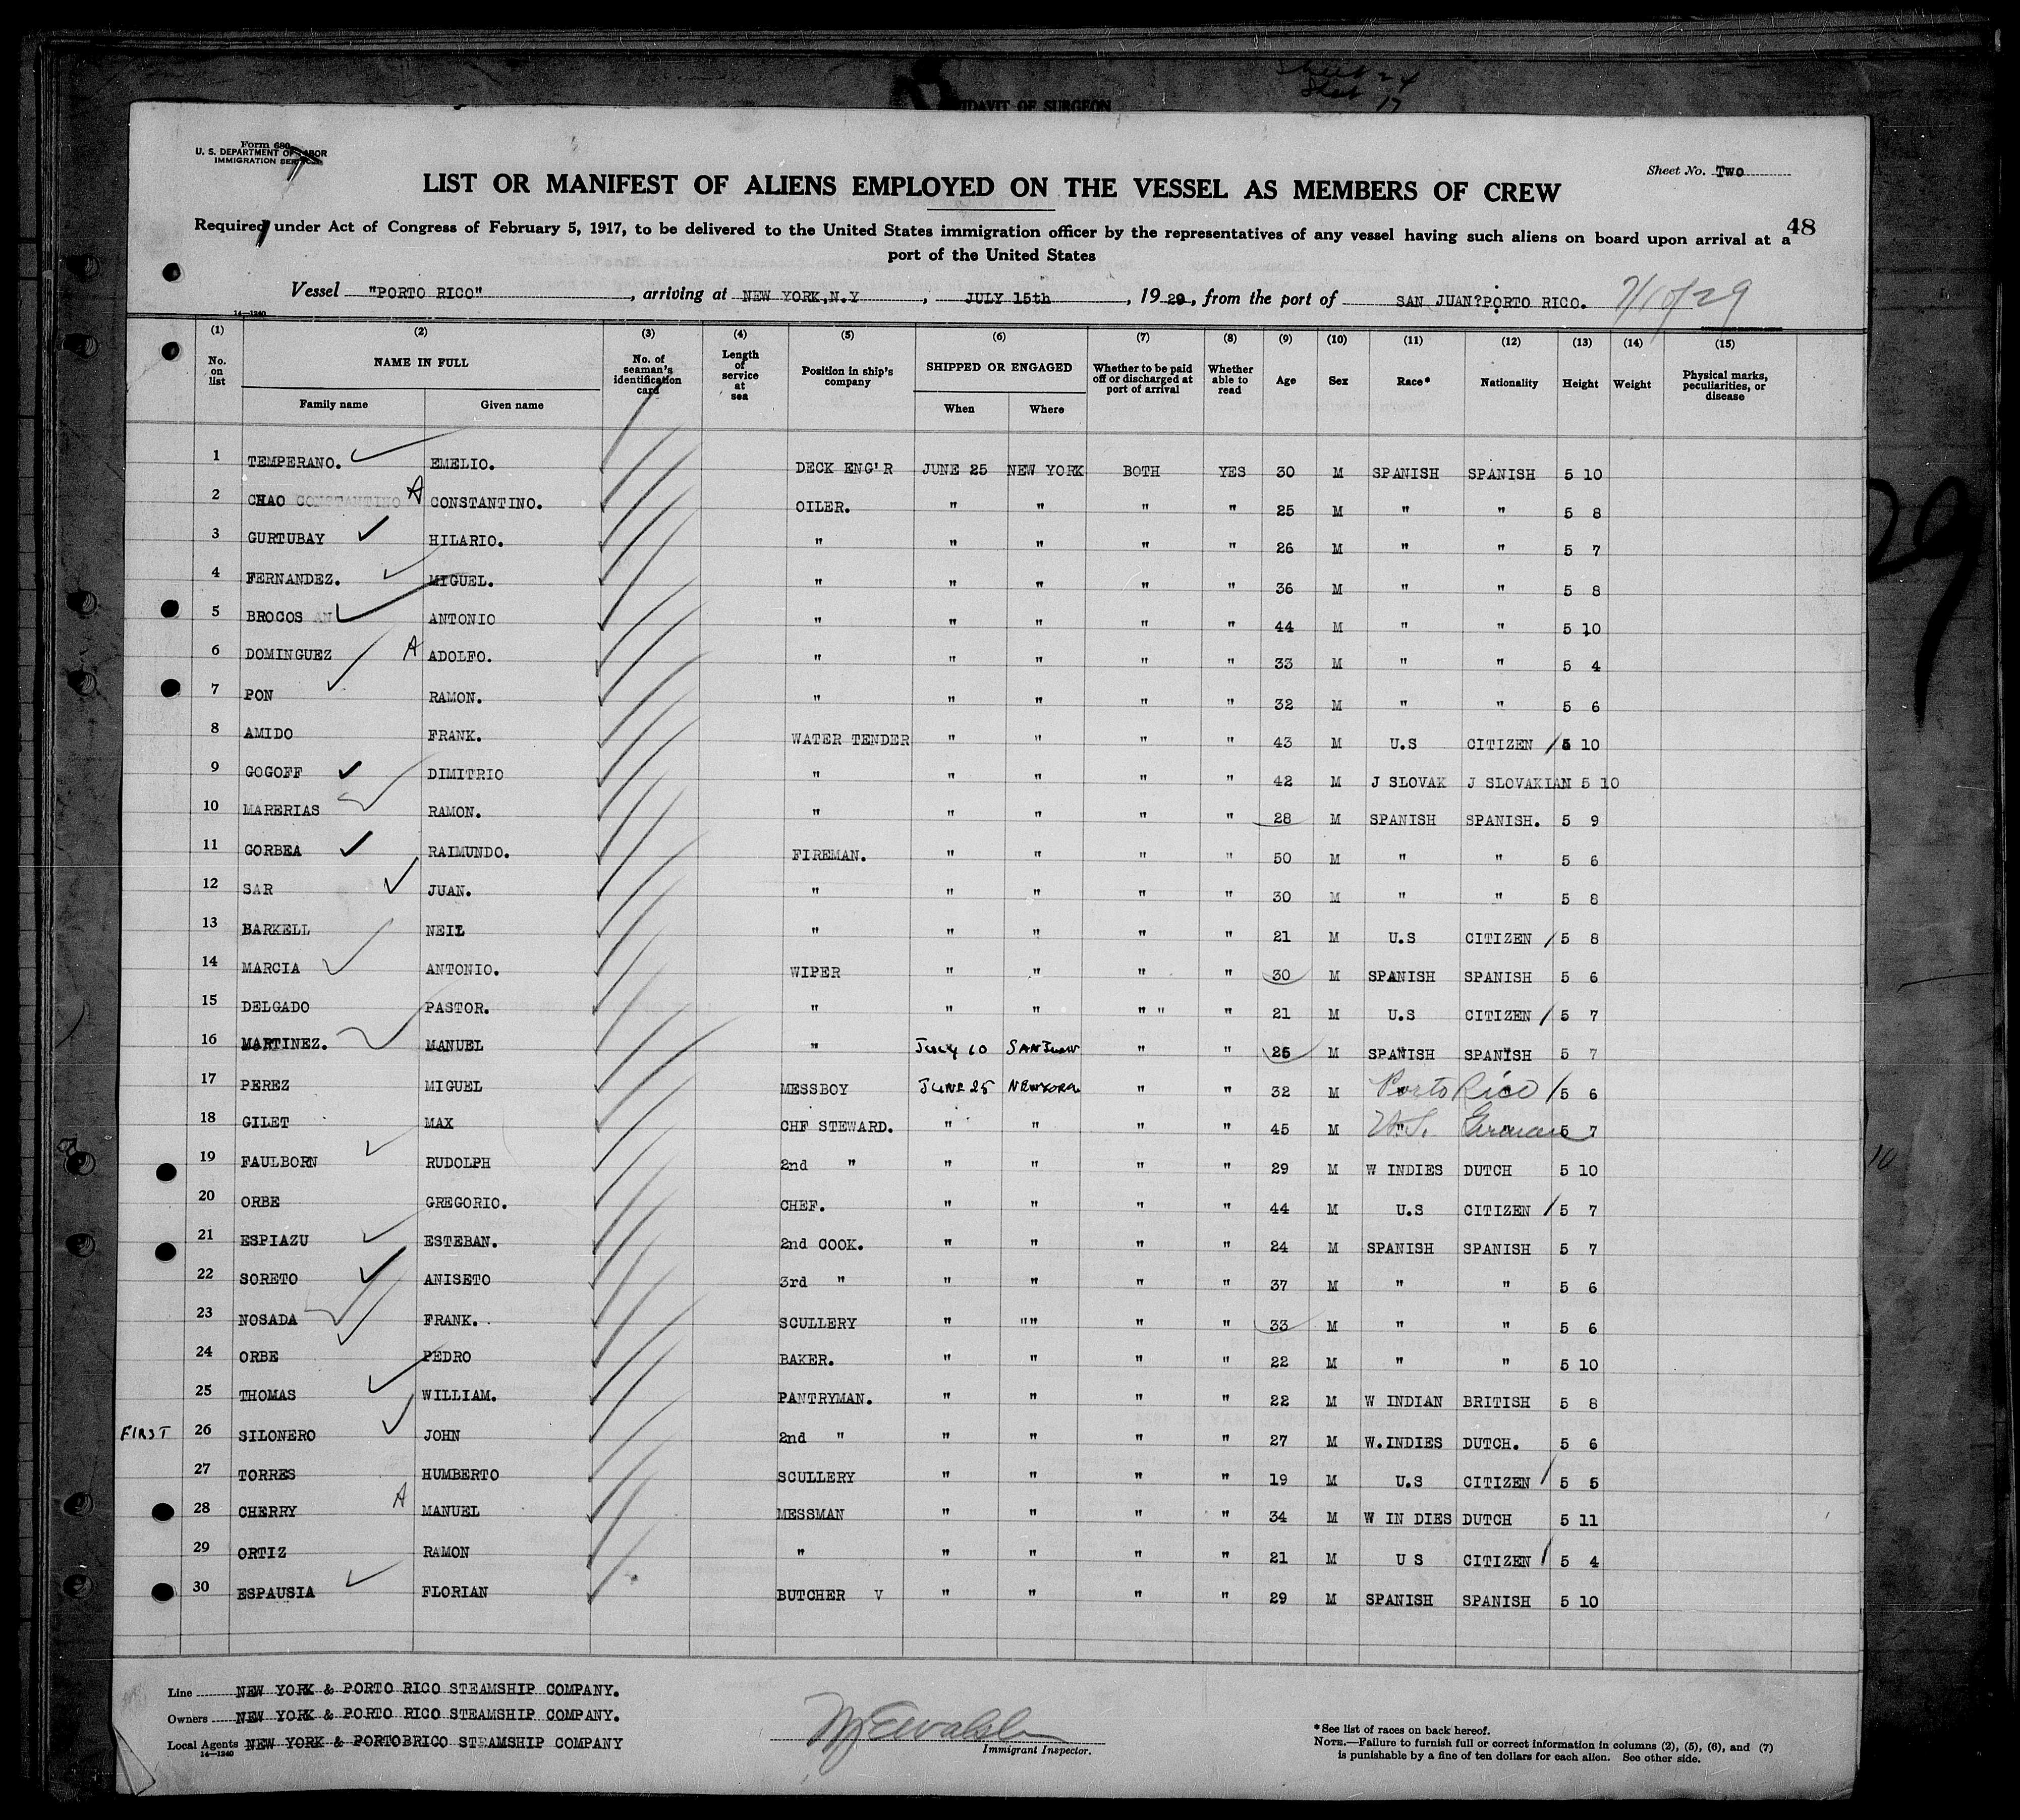 Sheet 17
AFFIDAVIT OF SURGEON
Form 680
U. S. DEPARTMENT OF LABOR
IMMIGRATION SERVICE
Sheet No. Two
LIST OR MANIFEST OF ALIENS EMPLOYED ON THE VESSEL AS MEMBERS OF CREW
48
Required under Act of Congress of February 5, 1917, to be delivered to the United States immigration officer by the representatives of any vessel having such aliens on board upon arrival at a
port of the United States
Vessel "PORTO RICO", arriving at NEW YORK,N.Y, JULY 15th, 1929, from the port of SAN JUAN?PORTO RICO.
14—1240
(1) (2) (3) (4) (5) (6) (7) (8) (9) (10) (11) (12) (13) (14) (15)
No. on list NAME IN FULL Family name Given name No. of seaman's identification card Length of service at sea Position in ship's company SHIPPED OR ENGAGED When Where Whether to be paid off or discharged at port of arrival Whether able to read Age Sex Race* Nationality Height Weight Physical marks, peculiarities, or disease
1 TEMPERANO. EMELIO. DECK ENG'R JUNE 25 NEW YORK BOTH YES 30 M SPANISH SPANISH 5 10
2 CHAO CONSTANTINO A CONSTANTINO. OILER. " " " " 25 M " " 5 8
3 GURTUBAY HILARIO. " " " " " 26 M " " 5 7
4 FERNANDEZ. MIGUEL. " " " " " 36 M " " 5 8
5 BROCOS AN ANTONIO " " " " " 44 M " " 5 10
6 DOMINGUEZ A ADOLFO. " " " " " 33 M " " 5 4
7 PON RAMON. " " " " " 32 M " " 5 6
8 AMIDO FRANK. WATER TENDER " " " " 43 M U.S CITIZEN / 5 10
9 GOGOFF DIMITRIO " " " " " 42 M J SLOVAK J SLOVAKIAN 5 10
10 MARERIAS RAMON. " " " " " 28 M SPANISH SPANISH. 5 9
11 GORBEA RAIMUNDO. FIREMAN. " " " " 50 M " " 5 6
12 SAR JUAN. " " " " " 30 M " " 5 8
13 BARKELL NEIL " " " " " 21 M U.S CITIZEN / 5 8
14 MARCIA ANTONIO. WIPER " " " " 30 M SPANISH SPANISH 5 6
15 DELGADO PASTOR. " " " " " " 21 M U.S CITIZEN / 5 7
16 MARTINEZ. MANUEL " JULY 10 SAN JUAN " " 25 M SPANISH SPANISH 5 7
17 PEREZ MIGUEL MESSBOY JUNE 25 NEWYORK " " 32 M Porto Rico / 5 6
18 GILET MAX CHF STEWARD. " " " " 45 M U.S. German 5 7
19 FAULBORN RUDOLPH 2nd " " " " " 29 M W INDIES DUTCH 5 10
20 ORBE GREGORIO. CHEF. " " " " 44 M U.S CITIZEN / 5 7
21 ESPIAZU ESTEBAN. 2nd COOK. " " " " 24 M SPANISH SPANISH 5 7
22 SORETO ANISETO 3rd " " " " " 37 M " " 5 6
23 NOSADA FRANK. SCULLERY " "" " " 33 M " " 5 6
24 ORBE PEDRO BAKER. " " " " 22 M " " 5 10
25 THOMAS WILLIAM. PANTRYMAN. " " " " 22 M W INDIAN BRITISH 5 8
FIRST 26 SILONERO JOHN 2nd " " " " " 27 M W.INDIES DUTCH. 5 6
27 TORRES HUMBERTO SCULLERY " " " " 19 M U.S CITIZEN / 5 5
28 CHERRY A MANUEL MESSMAN " " " " 34 M W IN DIES DUTCH 5 11
29 ORTIZ RAMON " " " " " 21 M U S CITIZEN / 5 4
30 ESPAUSIA FLORIAN BUTCHER V " " " " 29 M SPANISH SPANISH 5 10
Line NEW YORK & PORTO RICO STEAMSHIP COMPANY.
Owners NEW YORK & PORTO RICO STEAMSHIP COMPANY.
Local Agents NEW YORK & PORTOBRICO STEAMSHIP COMPANY
14—1240
Immigrant Inspector.
*See list of races on back hereof.
NOTE.—Failure to furnish full or correct information in columns (2), (5), (6), and (7)
is punishable by a fine of ten dollars for each alien. See other side.
29
10